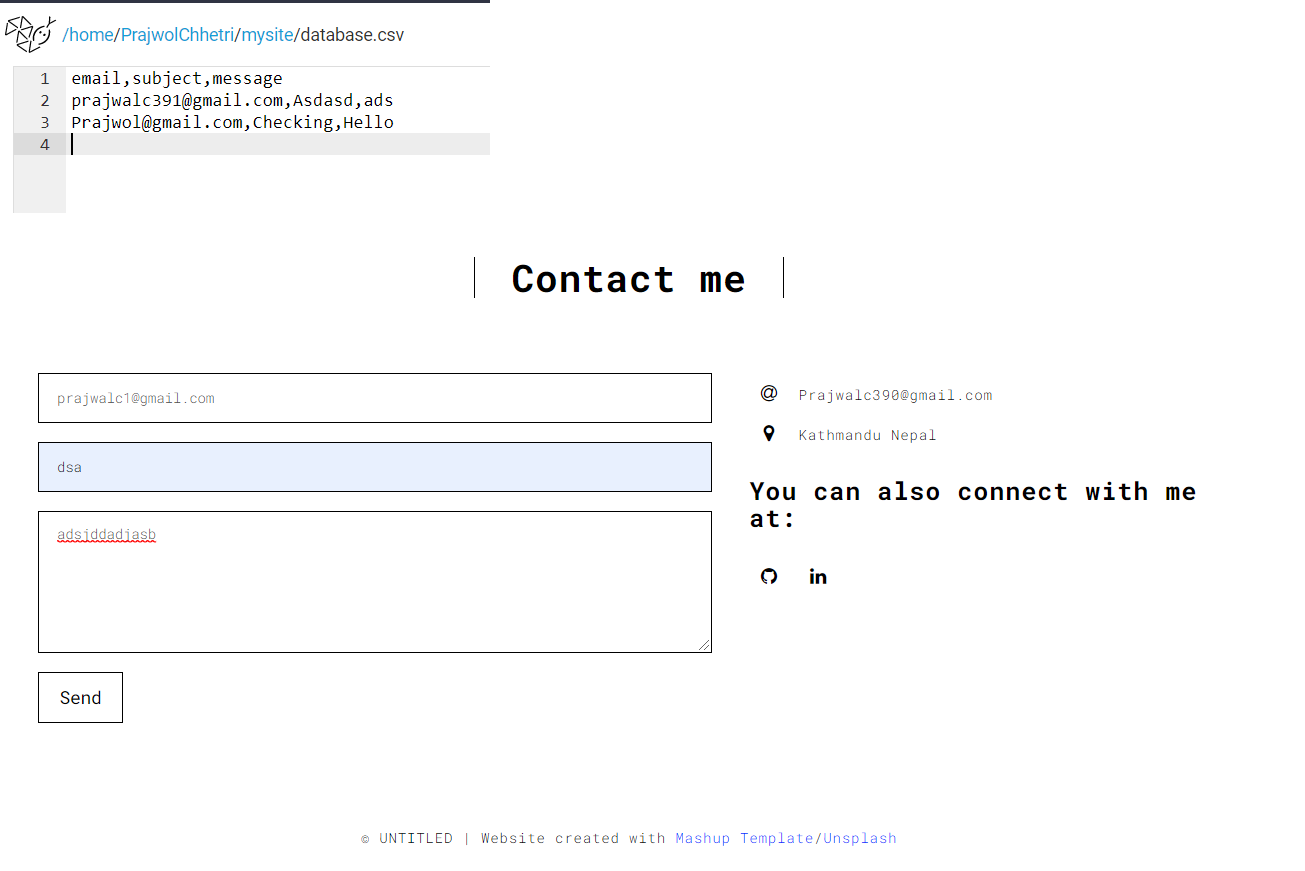 /home/PrajwolChhetri/mysite/database.csv
1 email,subject,message
2 prajwalc391@gmail.com,Asdasd,ads
3 Prajwol@gmail.com,Checking,Hello
4
Contact me
prajwalc1@gmail.com
dsa
adsjddadjasb
Send
@ Prajwalc390@gmail.com
Kathmandu Nepal
You can also connect with me
at:
in
© UNTITLED | Website created with Mashup Template/Unsplash